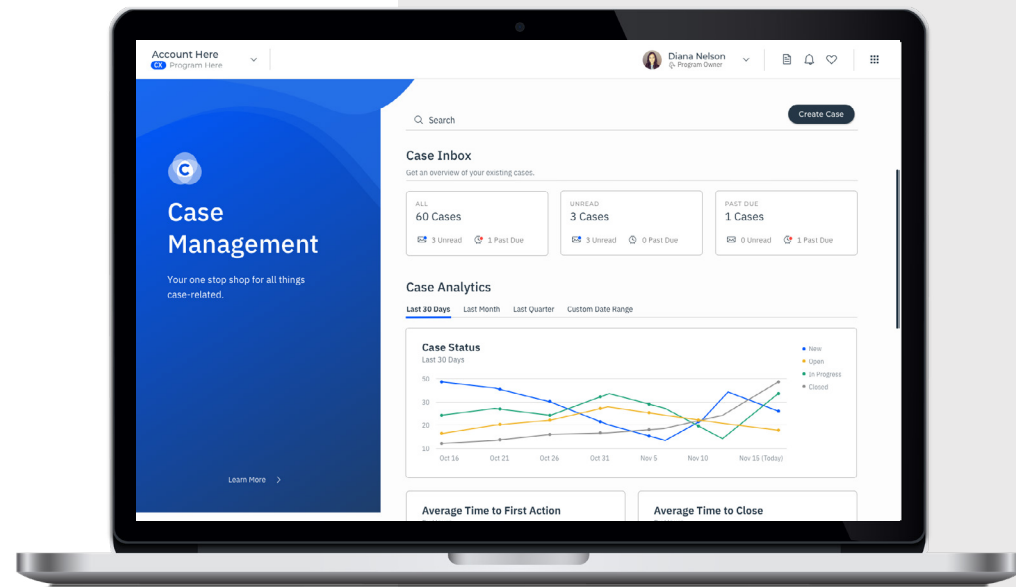 Account Here
CX Program Here
Diana Nelson
Program Owner
Search
Create Case
C
Case
Management
Your one stop shop for all things
case-related.
Learn More
Case Inbox
Get an overview of your existing cases.
ALL
60 Cases
3 Unread 1 Past Due
UNREAD
3 Cases
3 Unread 0 Past Due
PAST DUE
1 Cases
0 Unread 1 Past Due
Case Analytics
Last 30 Days Last Month Last Quarter Custom Date Range
Case Status
Last 30 Days
New
Open
In Progress
Closed
50
30
20
10
Oct 16 Oct 21 Oct 26 Oct 31 Nov 5 Nov 10 Nov 15 (Today)
Average Time to First Action
Average Time to Close